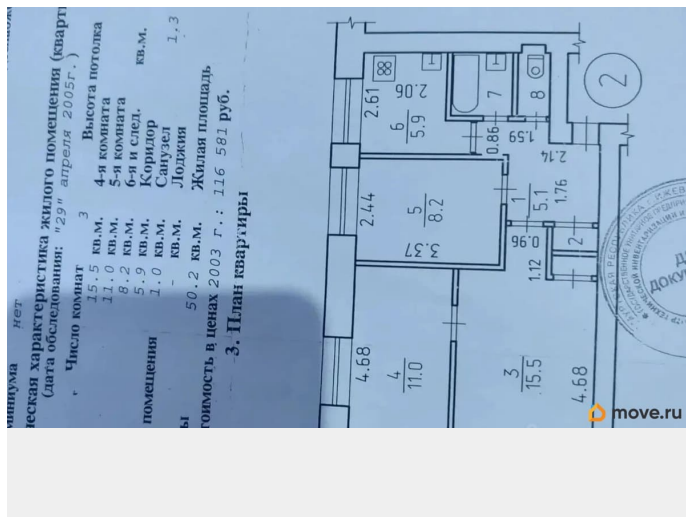 миниума нет
ческая характеристика жилого помещения (кварти
(дата обследования: "29" апреля 2005г.)
Число комнат 3 Высота потолка
15.5 кв.м. 4-я комната
11.0 кв.м. 5-я комната
8.2 кв.м. 6-я и след.
5.9 кв.м. Коридор кв.м.
помещения 1.0 кв.м. Санузел
- кв.м. Лоджия 1.3
50.2 кв.м. Жилая площадь
тоимость в ценах 2003 г.: 116 581 руб.
3. План квартиры
2.61
2.06
6
5.9
7
8
2
0.86
1.59
2.14
2.44
5
8.2
3.37
1
5.1
1.76
0.96
2
1.12
4.68
4
11.0
3
15.5
4.68
move.ru